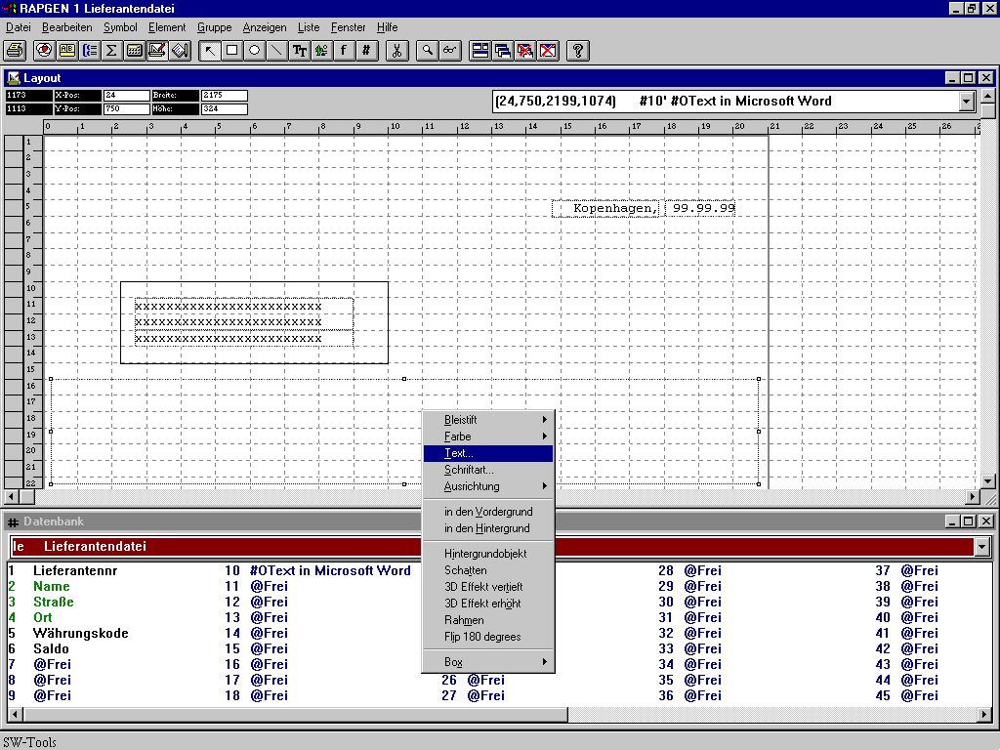 RAPGEN 1 Lieferantendatei
Datei Bearbeiten Symbol Element Gruppe Anzeigen Liste Fenster Hilfe
AB Σ TT f # ?
Layout
1173 X-Pos: 24 Breite: 2175
1113 Y-Pos: 750 Höhe: 324
[24,750,2199,1074] #10' #OText in Microsoft Word
0 1 2 3 4 5 6 7 8 9 10 11 12 13 14 15 16 17 18 19 20 21 22 23 24 25 26 2
1
2
3
4
5
Kopenhagen, 99.99.99
6
7
8
9
10
11 xxxxxxxxxxxxxxxxxxxxxxxx
12 xxxxxxxxxxxxxxxxxxxxxxxx
13 xxxxxxxxxxxxxxxxxxxxxxxx
14
15
16
17
18
19
20
21
22
Bleistift
Farbe
Text...
Schriftart...
Ausrichtung
in den Vordergrund
in den Hintergrund
Hintergrundobjekt
Schatten
3D Effekt vertieft
3D Effekt erhöht
Rahmen
Flip 180 degrees
Box
# Datenbank
le Lieferantendatei
1 Lieferantennr 10 #OText in Microsoft Word 28 @Frei 37 @Frei
2 Name 11 @Frei 29 @Frei 38 @Frei
3 Straße 12 @Frei 30 @Frei 39 @Frei
4 Ort 13 @Frei 31 @Frei 40 @Frei
5 Währungskode 14 @Frei 32 @Frei 41 @Frei
6 Saldo 15 @Frei 33 @Frei 42 @Frei
7 @Frei 16 @Frei 34 @Frei 43 @Frei
8 @Frei 17 @Frei 26 @Frei 35 @Frei 44 @Frei
9 @Frei 18 @Frei 27 @Frei 36 @Frei 45 @Frei
SW-Tools